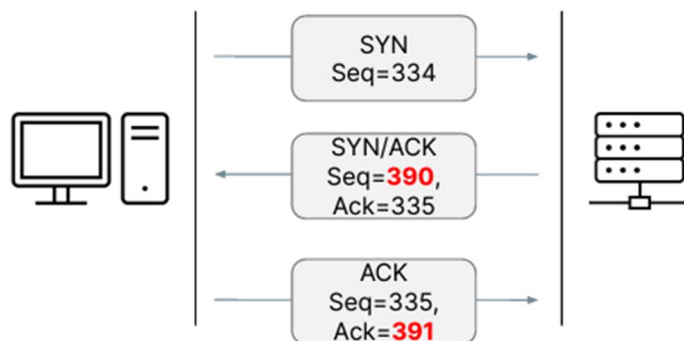 SYN
Seq=334
SYN/ACK
Seq=390,
Ack=335
ACK
Seq=335,
Ack=391